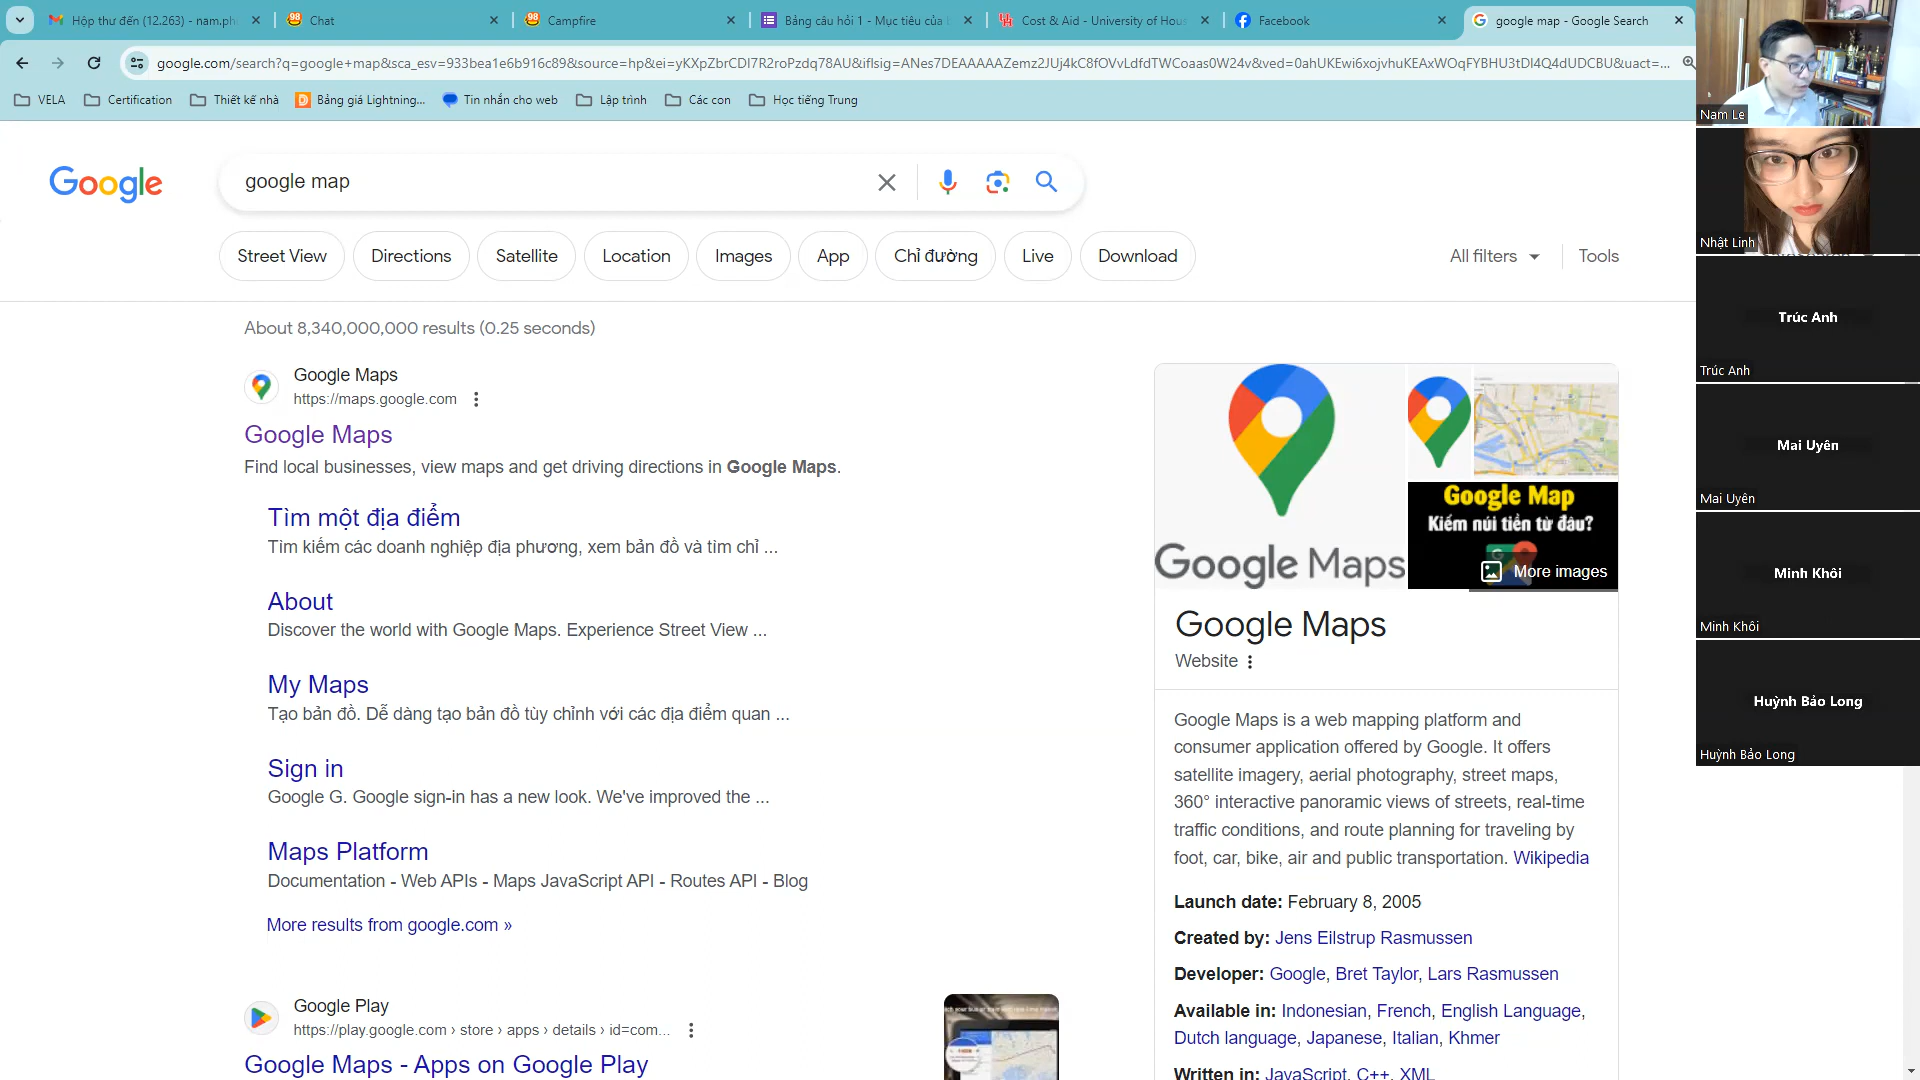 Hộp thư đến (12.263) - nam.ph
Chat
Campfire
Bảng câu hỏi 1 - Mục tiêu của
Cost & Aid - University of Hous
Facebook
google map - Google Search
google.com/search?q=google+map&sca_esv=933bea1e6b916c89&source=hp&ei=yKXpZbrCDI7R2roPzdq78AU&iflsig=ANes7DEAAAAAZemz2JUj4kC8fOVvLdfdTWCoaas0W24v&ved=0ahUKEwi6xojvhuKEAxWOqFYBHU3tDl4Q4dUDCBU&uact=...
VELA
Certification
Thiết kế nhà
Bảng giá Lightning...
Tin nhắn cho web
Lập trình
Các con
Học tiếng Trung
Google
google map
Street View
Directions
Satellite
Location
Images
App
Chỉ đường
Live
Download
All filters
Tools
About 8,340,000,000 results (0.25 seconds)
Google Maps
https://maps.google.com
Google Maps
Find local businesses, view maps and get driving directions in Google Maps.
Tìm một địa điểm
Tìm kiếm các doanh nghiệp địa phương, xem bản đồ và tìm chỉ ...
About
Discover the world with Google Maps. Experience Street View ...
My Maps
Tạo bản đồ. Dễ dàng tạo bản đồ tùy chỉnh với các địa điểm quan ...
Sign in
Google G. Google sign-in has a new look. We've improved the ...
Maps Platform
Documentation - Web APIs - Maps JavaScript API - Routes API - Blog
More results from google.com »
Google Play
https://play.google.com › store › apps › details › id=com...
Google Maps - Apps on Google Play
Google Maps
Google Map
Kiếm núi tiền từ đâu?
More images
Google Maps
Website
Google Maps is a web mapping platform and
consumer application offered by Google. It offers
satellite imagery, aerial photography, street maps,
360° interactive panoramic views of streets, real-time
traffic conditions, and route planning for traveling by
foot, car, bike, air and public transportation. Wikipedia
Launch date: February 8, 2005
Created by: Jens Eilstrup Rasmussen
Developer: Google, Bret Taylor, Lars Rasmussen
Available in: Indonesian, French, English Language,
Dutch language, Japanese, Italian, Khmer
Written in: JavaScript, C++, XML
Nam Le
Nhật Linh
Trúc Anh
Trúc Anh
Mai Uyên
Mai Uyên
Minh Khôi
Minh Khôi
Huỳnh Bảo Long
Huỳnh Bảo Long